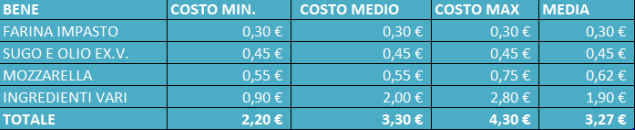 BENE COSTO MIN. COSTO MEDIO COSTO MAX MEDIA
FARINA IMPASTO 0,30 € 0,30 € 0,30 € 0,30 €
SUGO E OLIO EX.V. 0,45 € 0,45 € 0,45 € 0,45 €
MOZZARELLA 0,55 € 0,55 € 0,75 € 0,62 €
INGREDIENTI VARI 0,90 € 2,00 € 2,80 € 1,90 €
TOTALE 2,20 € 3,30 € 4,30 € 3,27 €